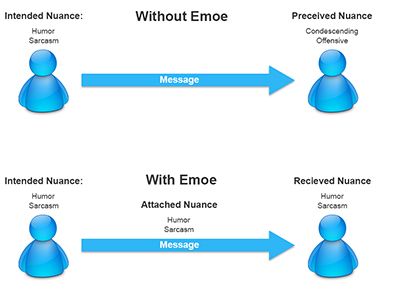 Intended Nuance:
Without Emoe
Preceived Nuance
Humor
Sarcasm
Condescending
Offensive
Message
Intended Nuance:
With Emoe
Recieved Nuance
Humor
Sarcasm
Attached Nuance
Humor
Sarcasm
Humor
Sarcasm
Message